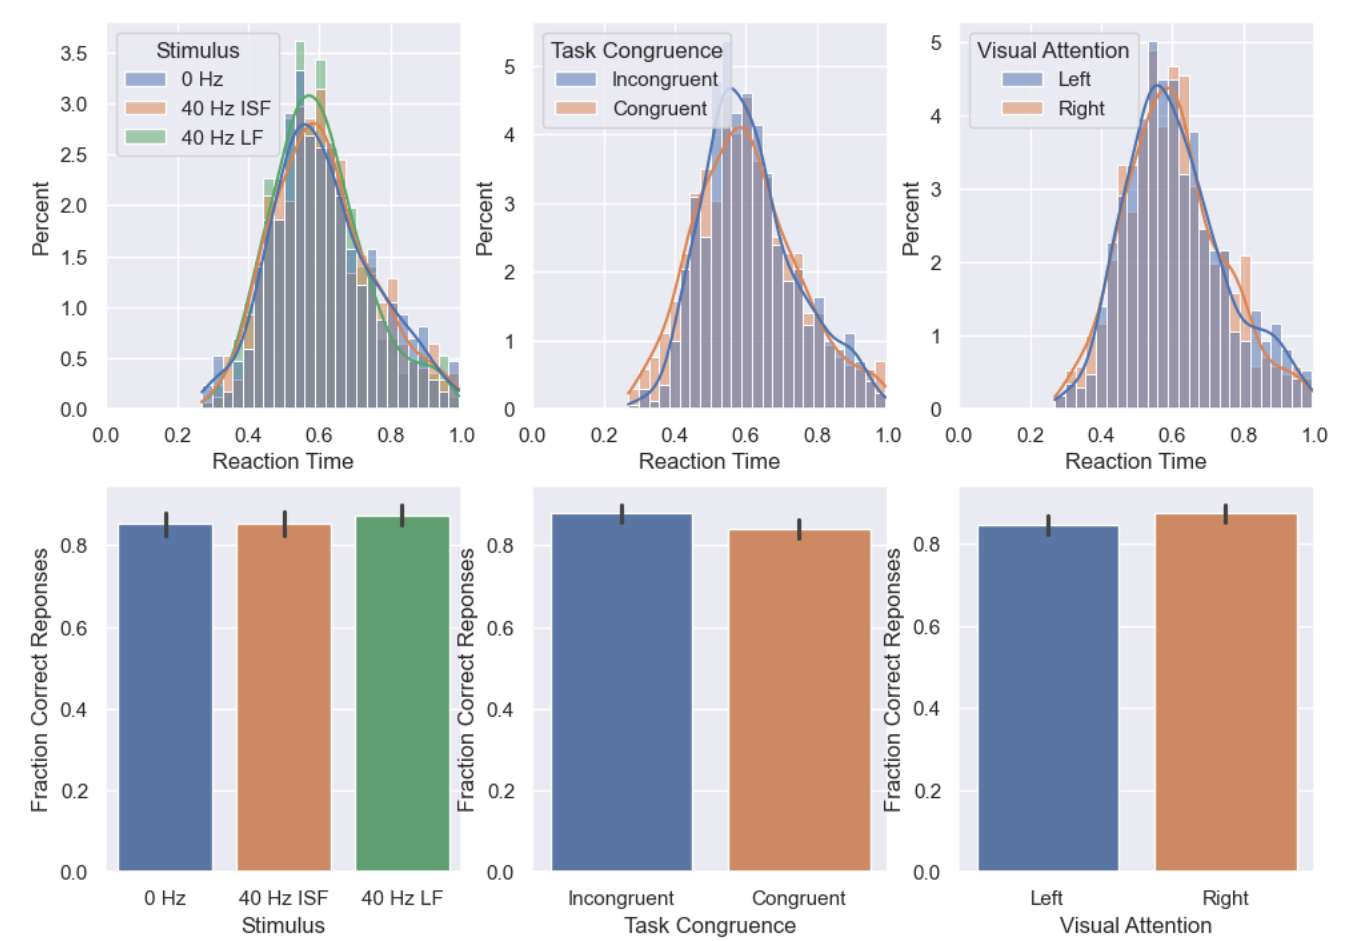 Stimulus
0 Hz
40 Hz ISF
40 Hz LF
3.5
3.0
2.5
2.0
1.5
1.0
0.5
0.0
Percent
0.0 0.2 0.4 0.6 0.8 1.0
Reaction Time
Task Congruence
Incongruent
Congruent
5
4
3
2
1
0
Percent
0.0 0.2 0.4 0.6 0.8 1.0
Reaction Time
Visual Attention
Left
Right
5
4
3
2
1
0
Percent
0.0 0.2 0.4 0.6 0.8 1.0
Reaction Time
0.8
0.6
0.4
0.2
0.0
Fraction Correct Reponses
0 Hz 40 Hz ISF 40 Hz LF
Stimulus
0.8
0.6
0.4
0.2
0.0
Fraction Correct Reponses
Incongruent Congruent
Task Congruence
0.8
0.6
0.4
0.2
0.0
Fraction Correct Reponses
Left Right
Visual Attention